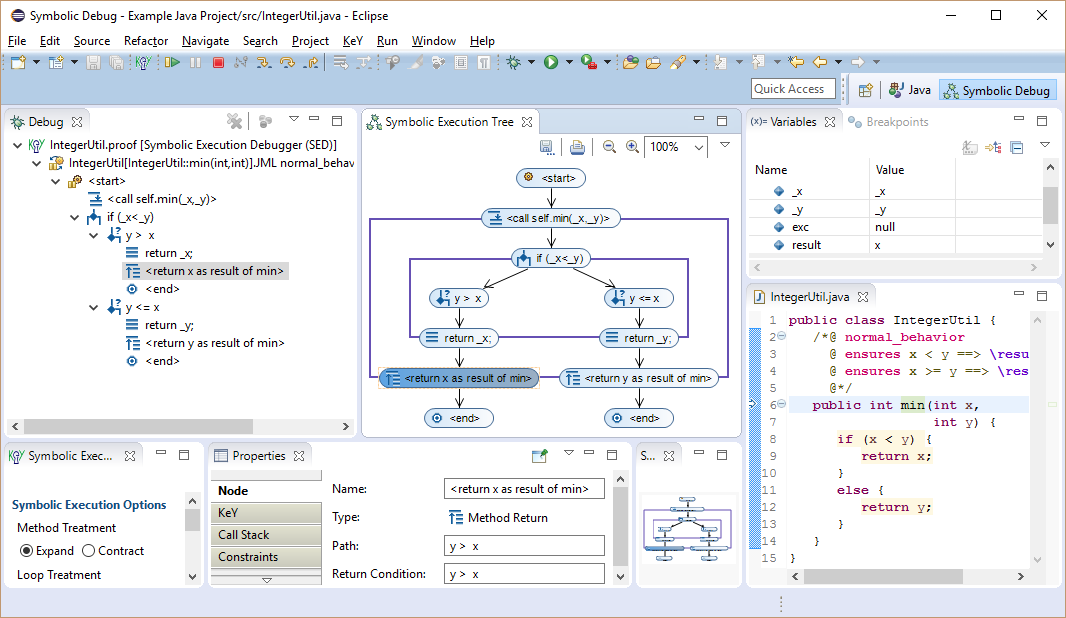 Symbolic Debug - Example Java Project/src/IntegerUtil.java - Eclipse
File Edit Source Refactor Navigate Search Project KeY Run Window Help
Quick Access Java Symbolic Debug
Debug
IntegerUtil.proof [Symbolic Execution Debugger (SED)]
IntegerUtil[IntegerUtil::min(int,int)]JML normal_behav
<start>
<call self.min(_x,_y)>
if (_x<_y)
y > x
return _x;
<return x as result of min>
<end>
y <= x
return _y;
<return y as result of min>
<end>
Symbolic Execution Tree
100%
<start>
<call self.min(_x,_y)>
if (_x<_y)
y > x y <= x
return _x; return _y;
<return x as result of min> <return y as result of min>
<end> <end>
(x)= Variables Breakpoints
Name Value
_x _x
_y _y
exc null
result x
IntegerUtil.java
1 public class IntegerUtil {
2 /*@ normal_behavior
3 @ ensures x < y ==> \resu
4 @ ensures x >= y ==> \res
5 @*/
6 public int min(int x,
7 int y) {
8 if (x < y) {
9 return x;
10 }
11 else {
12 return y;
13 }
14 }
15 }
Symbolic Exec...
Symbolic Execution Options
Method Treatment
Expand Contract
Loop Treatment
Properties
Node
KeY
Call Stack
Constraints
Name: <return x as result of min>
Type: Method Return
Path: y > x
Return Condition: y > x
S...